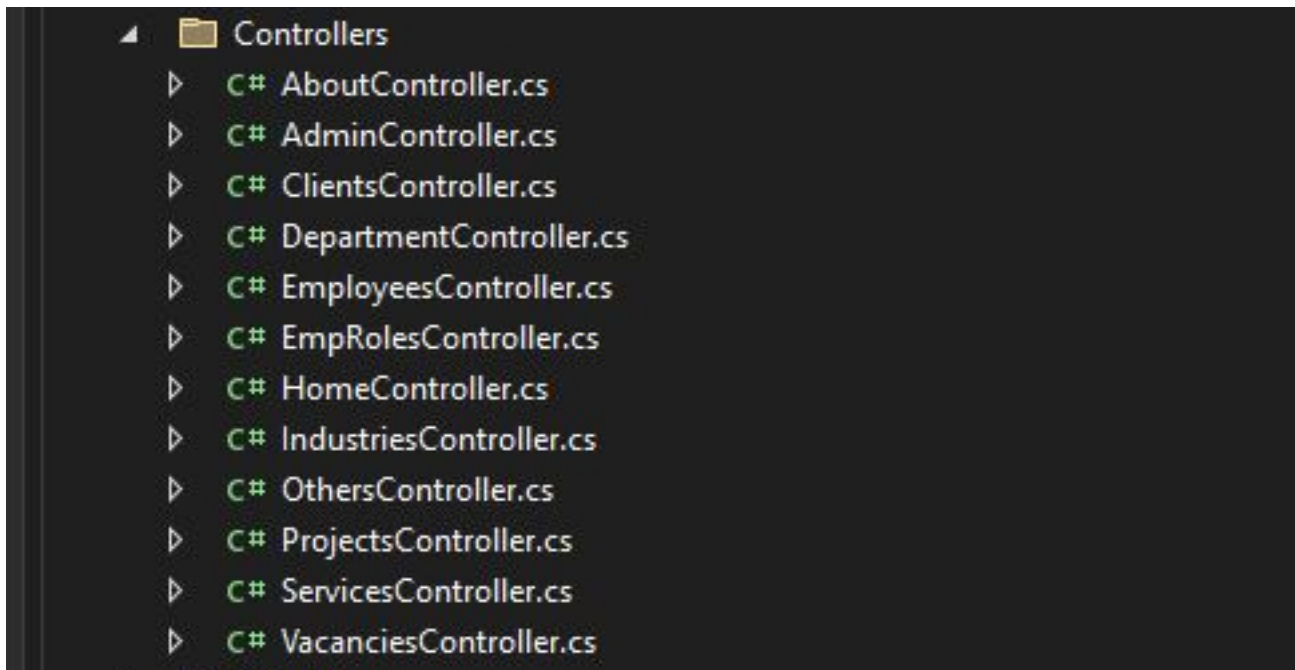 Controllers
C# AboutController.cs
C# AdminController.cs
C# ClientsController.cs
C# DepartmentController.cs
C# EmployeesController.cs
C# EmpRolesController.cs
C# HomeController.cs
C# IndustriesController.cs
C# OthersController.cs
C# ProjectsController.cs
C# ServicesController.cs
C# VacanciesController.cs